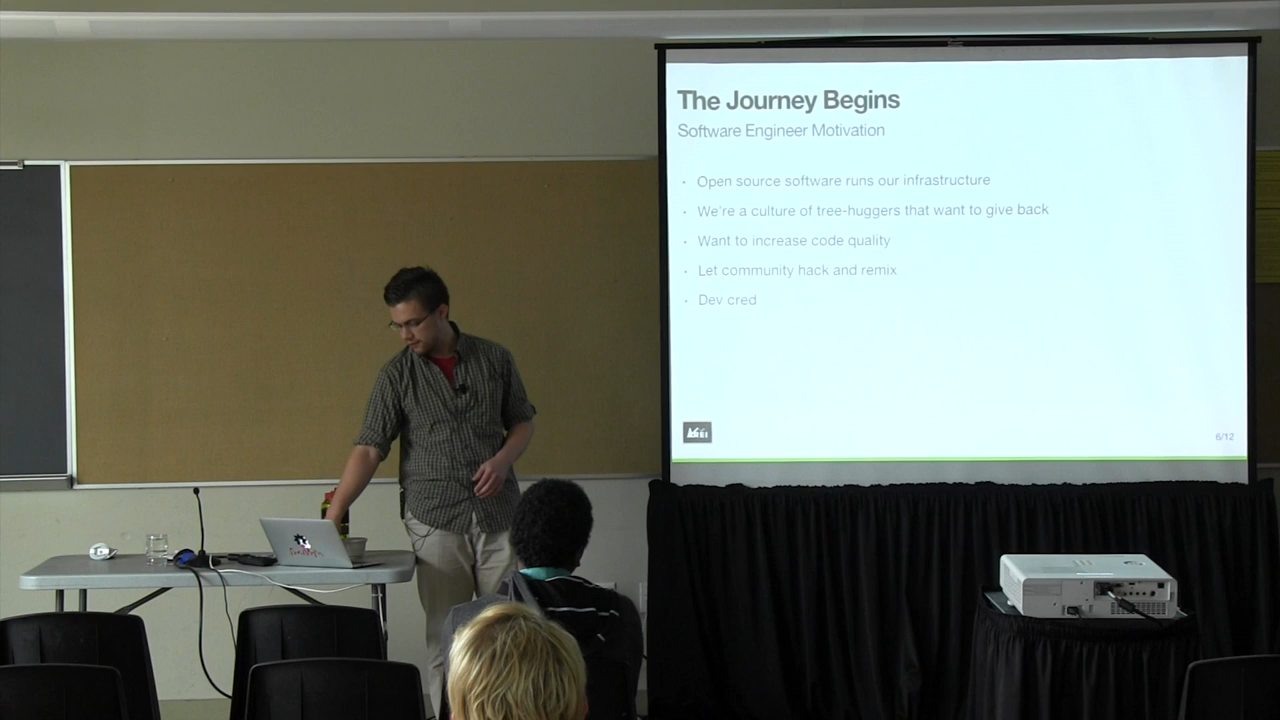 The Journey Begins
Software Engineer Motivation
· Open source software runs our infrastructure
· We're a culture of tree-huggers that want to give back
· Want to increase code quality
· Let community hack and remix
· Dev cred
6/12